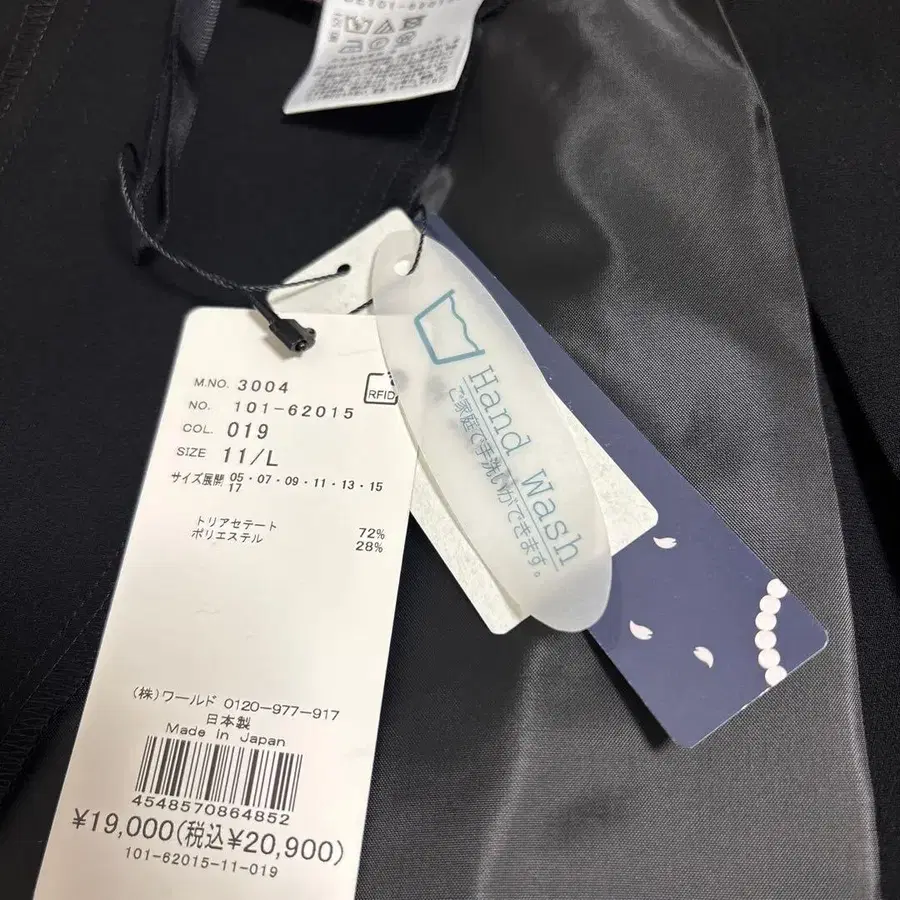 M.NO. 3004
RFID
NO. 101-62015
COL. 019
SIZE 11/L
サイズ展開 05・07・09・11・13・15
17
トリアセテート 72%
ポリエステル 28%
(株)ワールド 0120-977-917
日本製
Made in Japan
4548570864852
¥19,000(税込¥20,900)
101-62015-11-019
Hand Wash
ご家庭で手洗いができます。